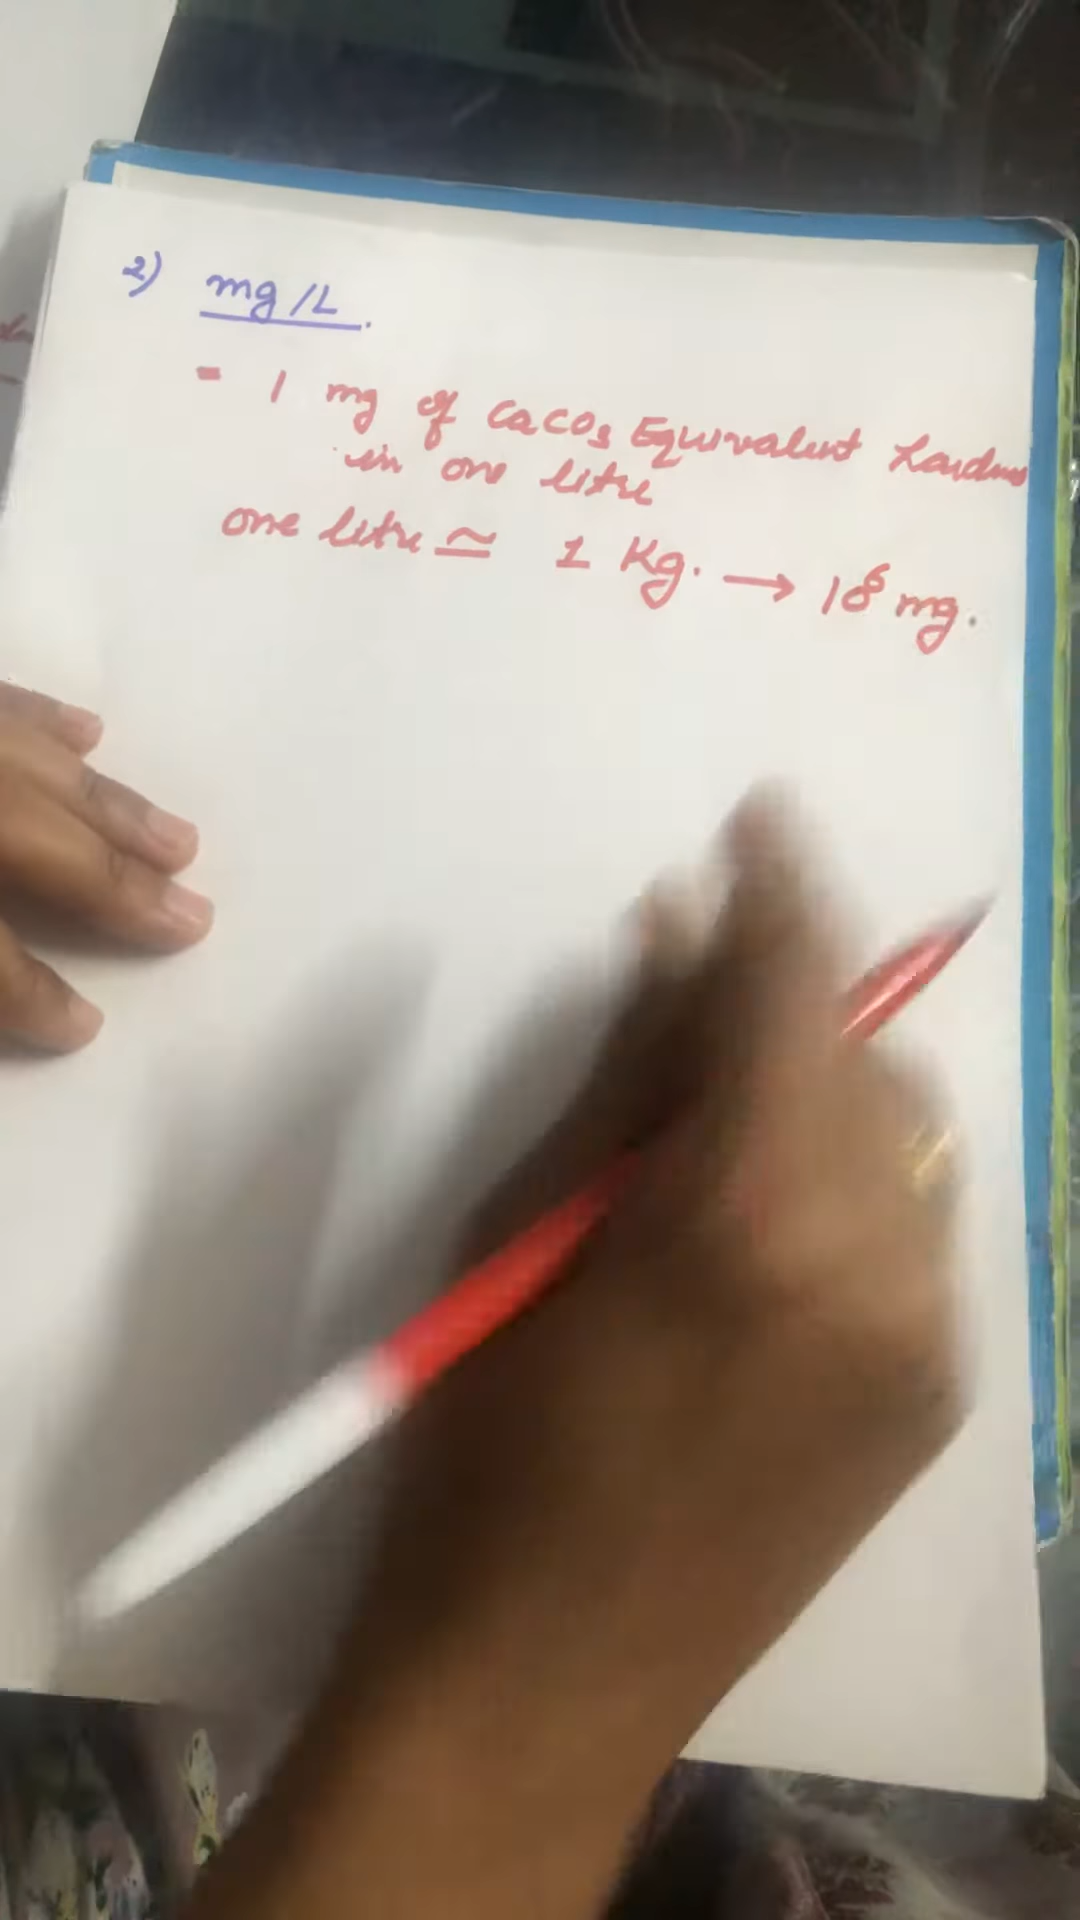 2) mg/L.
= 1 mg of CaCO3 Equivalent Hardness
in one litre
one litre ≅ 1 Kg. → 10⁶ mg.